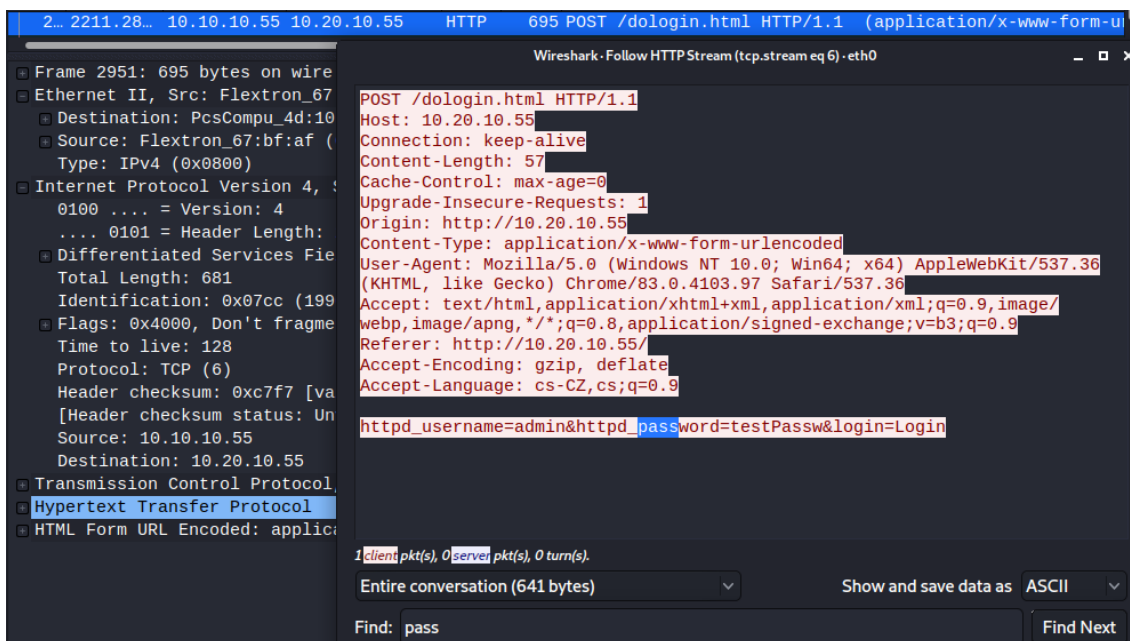 2… 2211.28… 10.10.10.55 10.20.10.55 HTTP 695 POST /dologin.html HTTP/1.1 (application/x-www-form-u
Wireshark · Follow HTTP Stream (tcp.stream eq 6) · eth0
Frame 2951: 695 bytes on wire
Ethernet II, Src: Flextron_67
Destination: PcsCompu_4d:10
Source: Flextron_67:bf:af (
Type: IPv4 (0x0800)
Internet Protocol Version 4, S
0100 .... = Version: 4
.... 0101 = Header Length:
Differentiated Services Fie
Total Length: 681
Identification: 0x07cc (199
Flags: 0x4000, Don't fragme
Time to live: 128
Protocol: TCP (6)
Header checksum: 0xc7f7 [va
[Header checksum status: Un
Source: 10.10.10.55
Destination: 10.20.10.55
Transmission Control Protocol,
Hypertext Transfer Protocol
HTML Form URL Encoded: applica
POST /dologin.html HTTP/1.1
Host: 10.20.10.55
Connection: keep-alive
Content-Length: 57
Cache-Control: max-age=0
Upgrade-Insecure-Requests: 1
Origin: http://10.20.10.55
Content-Type: application/x-www-form-urlencoded
User-Agent: Mozilla/5.0 (Windows NT 10.0; Win64; x64) AppleWebKit/537.36
(KHTML, like Gecko) Chrome/83.0.4103.97 Safari/537.36
Accept: text/html,application/xhtml+xml,application/xml;q=0.9,image/
webp,image/apng,*/*;q=0.8,application/signed-exchange;v=b3;q=0.9
Referer: http://10.20.10.55/
Accept-Encoding: gzip, deflate
Accept-Language: cs-CZ,cs;q=0.9
httpd_username=admin&httpd_password=testPassw&login=Login
1 client pkt(s), 0 server pkt(s), 0 turn(s).
Entire conversation (641 bytes)
Show and save data as ASCII
Find: pass
Find Next